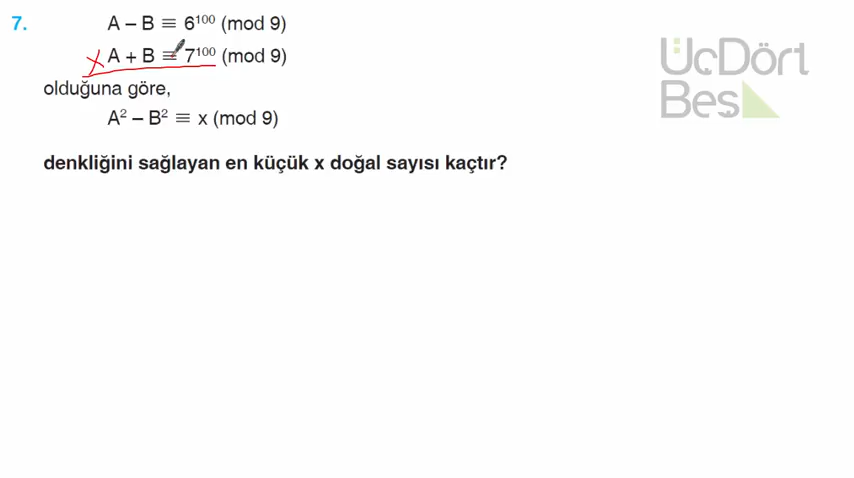 7.
A – B ≡ 6¹⁰⁰ (mod 9)
x A + B ≡ 7¹⁰⁰ (mod 9)
olduğuna göre,
A² – B² ≡ x (mod 9)
denkliğini sağlayan en küçük x doğal sayısı kaçtır?
ÜçDört
Beş